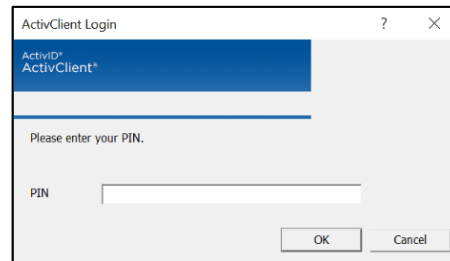 ActivClient Login ? ×
ActivID®
ActivClient®
Please enter your PIN.
PIN
OK Cancel